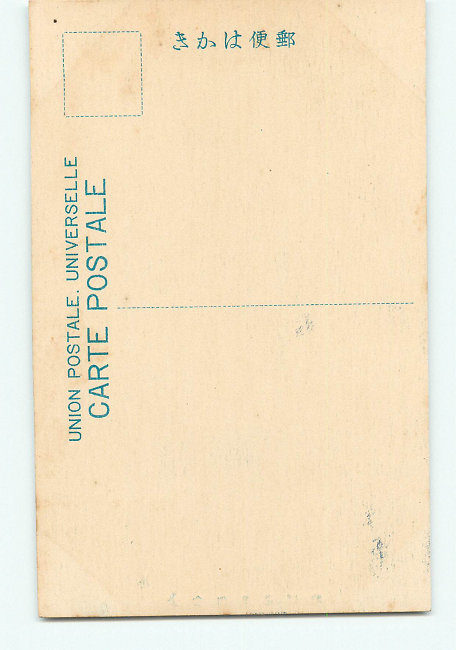 郵便はかき
UNION POSTALE. UNIVERSELLE
CARTE POSTALE